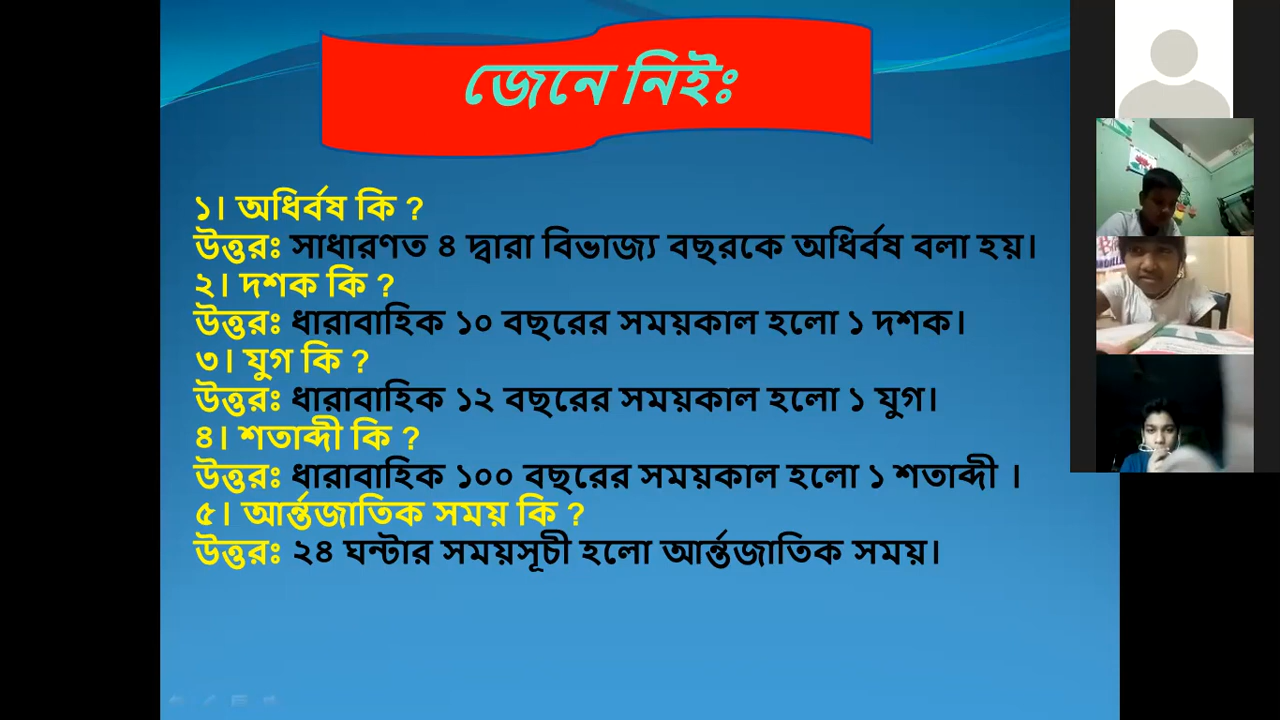 জেনে নিইঃ
১। অধির্বষ কি ?
উত্তরঃ সাধারণত ৪ দ্বারা বিভাজ্য বছরকে অধির্বষ বলা হয়।
২। দশক কি ?
উত্তরঃ ধারাবাহিক ১০ বছরের সময়কাল হলো ১ দশক।
৩। যুগ কি ?
উত্তরঃ ধারাবাহিক ১২ বছরের সময়কাল হলো ১ যুগ।
৪। শতাব্দী কি ?
উত্তরঃ ধারাবাহিক ১০০ বছরের সময়কাল হলো ১ শতাব্দী ।
৫। আর্ন্তজাতিক সময় কি ?
উত্তরঃ ২৪ ঘন্টার সময়সূচী হলো আর্ন্তজাতিক সময়।